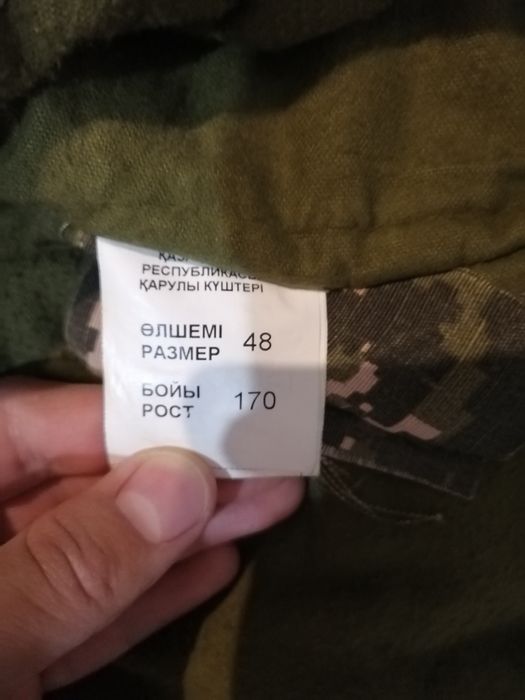 РЕСПУБЛИКАСЫ
ҚАРУЛЫ КҮШТЕРІ
ӨЛШЕМІ
РАЗМЕР 48
БОЙЫ
РОСТ 170